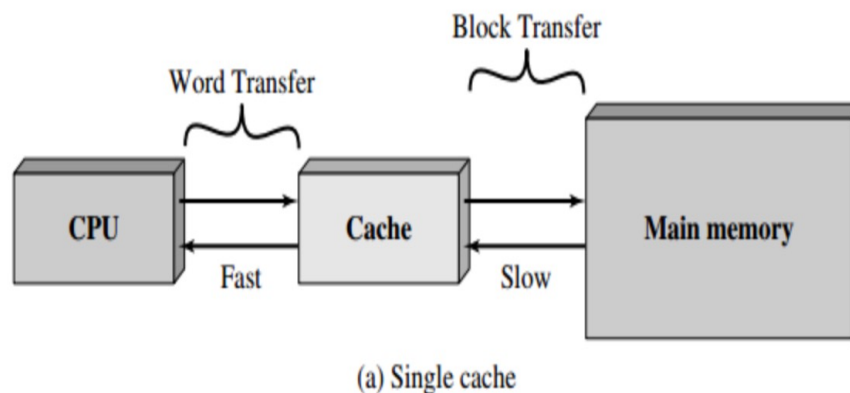 Block Transfer
Word Transfer
CPU
Cache
Main memory
Fast
Slow
(a) Single cache